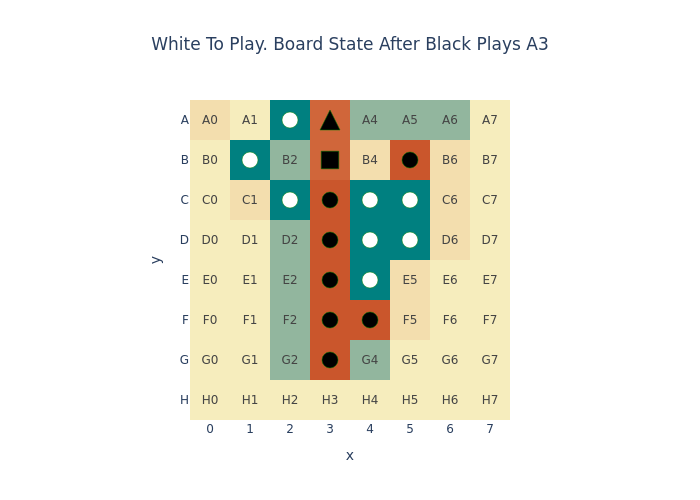 White To Play. Board State After Black Plays A3
A A0 A1 A4 A5 A6 A7
B B0 B2 B4 B6 B7
C C0 C1 C6 C7
D D0 D1 D2 D6 D7
E E0 E1 E2 E5 E6 E7
F F0 F1 F2 F5 F6 F7
G G0 G1 G2 G4 G5 G6 G7
H H0 H1 H2 H3 H4 H5 H6 H7
0 1 2 3 4 5 6 7
x
y